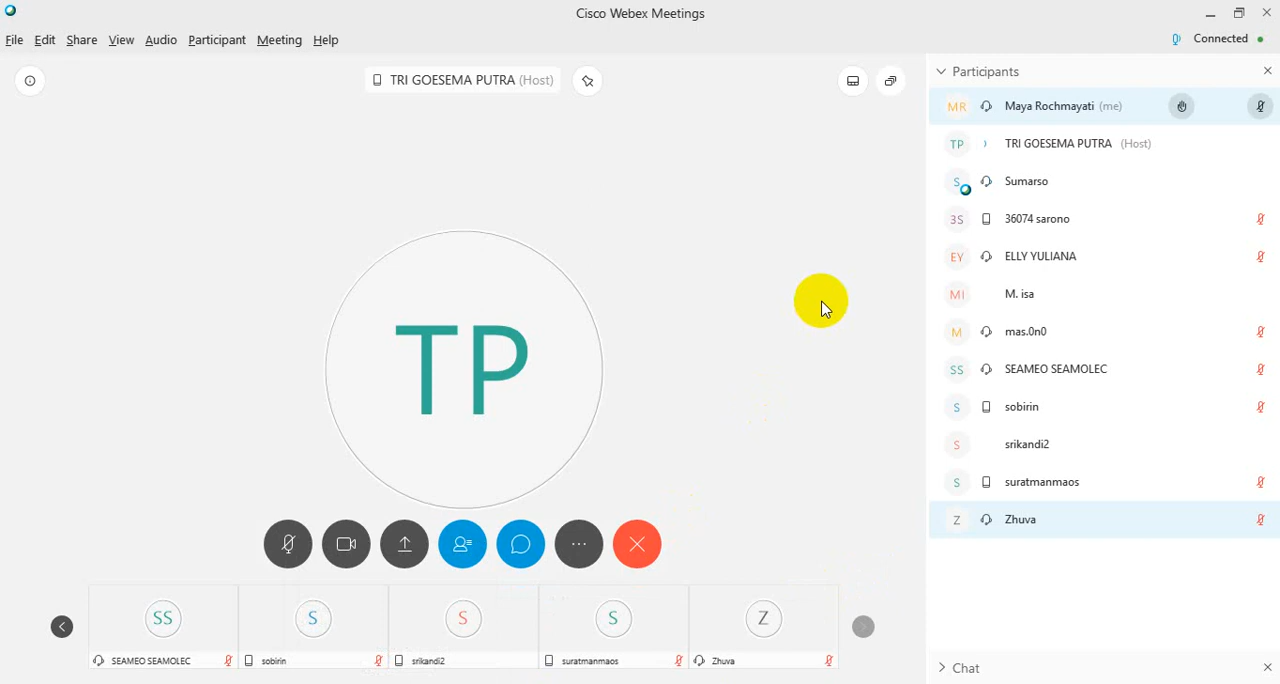 Cisco Webex Meetings
File Edit Share View Audio Participant Meeting Help
Connected
TRI GOESEMA PUTRA (Host)
TP
SS
SEAMEO SEAMOLEC
S
sobirin
S
srikandi2
S
suratmanmaos
Z
Zhuva
Participants
MR Maya Rochmayati (me)
TP TRI GOESEMA PUTRA (Host)
S Sumarso
3S 36074 sarono
EY ELLY YULIANA
MI M. isa
M mas.0n0
SS SEAMEO SEAMOLEC
S sobirin
S srikandi2
S suratmanmaos
Z Zhuva
Chat